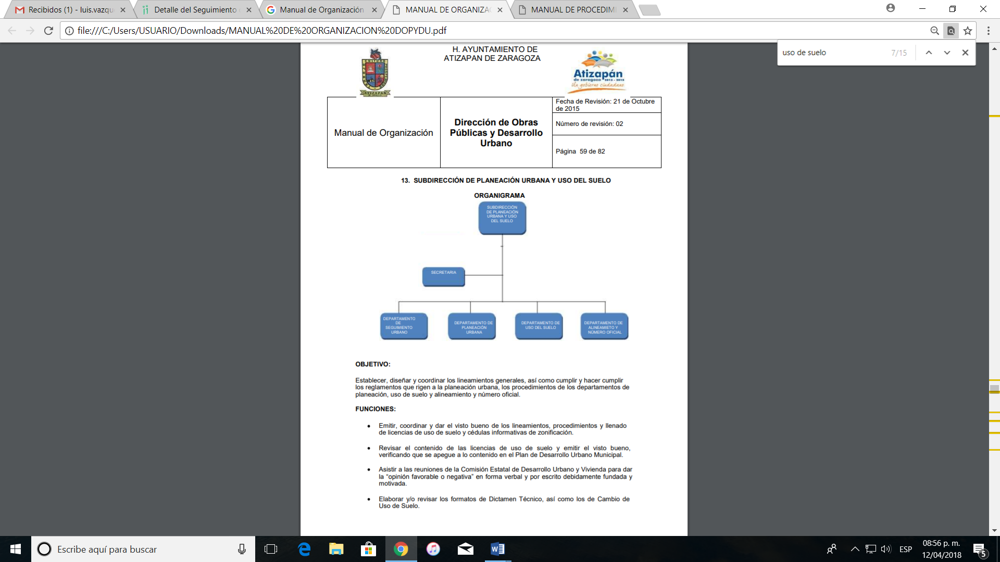 Recibidos (1) - luis.vazqu
Detalle del Seguimiento
Manual de Organización
MANUAL DE ORGANIZAC
MANUAL DE PROCEDIM
file:///C:/Users/USUARIO/Downloads/MANUAL%20DE%20ORGANIZACION%20DOPYDU.pdf
uso de suelo 7/15
H. AYUNTAMIENTO DE
ATIZAPAN DE ZARAGOZA
ATIZAPAN
Atizapán
de zaragoza 2013 - 2015
Un gobierno ciudadano
Manual de Organización
Dirección de Obras
Públicas y Desarrollo
Urbano
Fecha de Revisión: 21 de Octubre
de 2015
Número de revisión: 02
Página 59 de 82
13. SUBDIRECCIÓN DE PLANEACIÓN URBANA Y USO DEL SUELO
ORGANIGRAMA
SUBDIRECCIÓN
DE PLANEACIÓN
URBANA Y USO
DEL SUELO
SECRETARIA
DEPARTAMENTO
DE
SEGUIMIENTO
URBANO
DEPARTAMENTO DE
PLANEACIÓN
URBANA
DEPARTAMENTO DE
USO DEL SUELO
DEPARTAMENTO DE
ALINEAMIETO Y
NÚMERO OFICIAL
OBJETIVO:
Establecer, diseñar y coordinar los lineamientos generales, así como cumplir y hacer cumplir
los reglamentos que rigen a la planeación urbana, los procedimientos de los departamentos de
planeación, uso de suelo y alineamiento y número oficial.
FUNCIONES:
• Emitir, coordinar y dar el visto bueno de los lineamientos, procedimientos y llenado
de licencias de uso de suelo y cédulas informativas de zonificación.
• Revisar el contenido de las licencias de uso de suelo y emitir el visto bueno,
verificando que se apegue a lo contenido en el Plan de Desarrollo Urbano Municipal.
• Asistir a las reuniones de la Comisión Estatal de Desarrollo Urbano y Vivienda para dar
la “opinión favorable o negativa” en forma verbal y por escrito debidamente fundada y
motivada.
• Elaborar y/o revisar los formatos de Dictamen Técnico, así como los de Cambio de
Uso de Suelo.
Escribe aquí para buscar
ESP
08:56 p. m.
12/04/2018
5